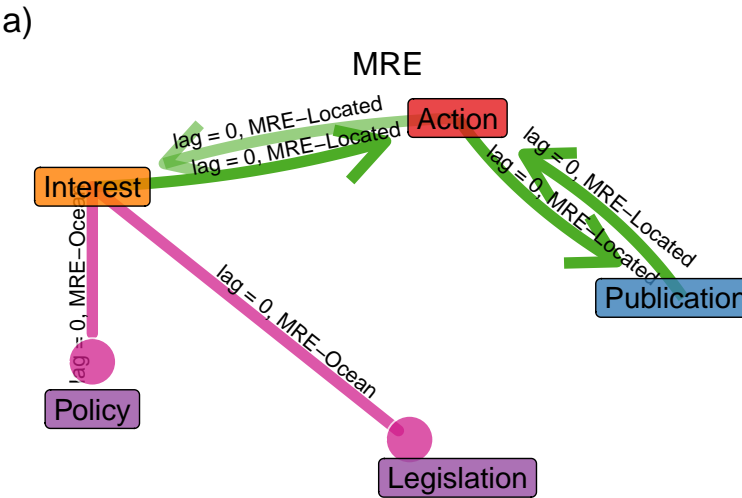 a)
MRE
Action
lag = 0, MRE−Located
lag = 0, MRE−Located
lag = 0, MRE−Located
lag = 0, MRE−Located
Interest
lag = 0, MRE−Ocean
lag = 0, MRE−Ocean
Publication
Policy
Legislation